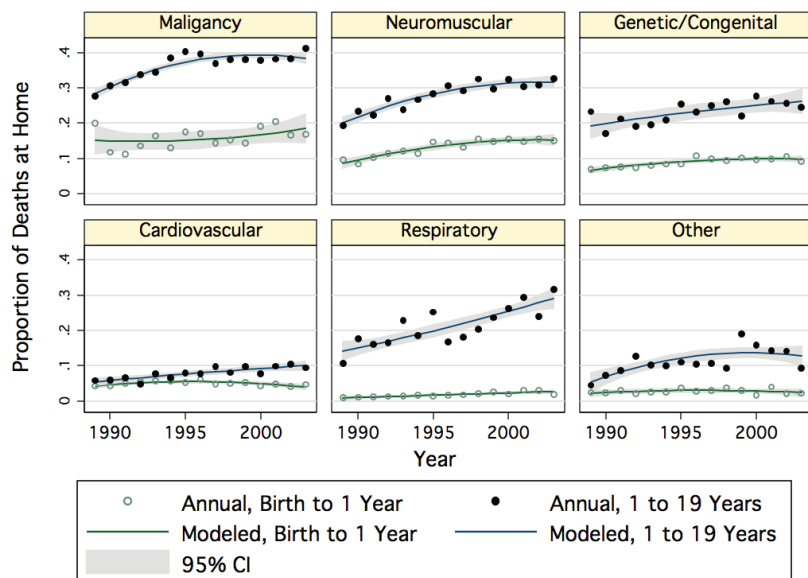 Maligancy
Neuromuscular
Genetic/Congenital
.4
.3
.2
.1
0
Cardiovascular
Respiratory
Other
.4
.3
.2
.1
0
1990 1995 2000
1990 1995 2000
1990 1995 2000
Proportion of Deaths at Home
Year
Annual, Birth to 1 Year
Annual, 1 to 19 Years
Modeled, Birth to 1 Year
Modeled, 1 to 19 Years
95% CI